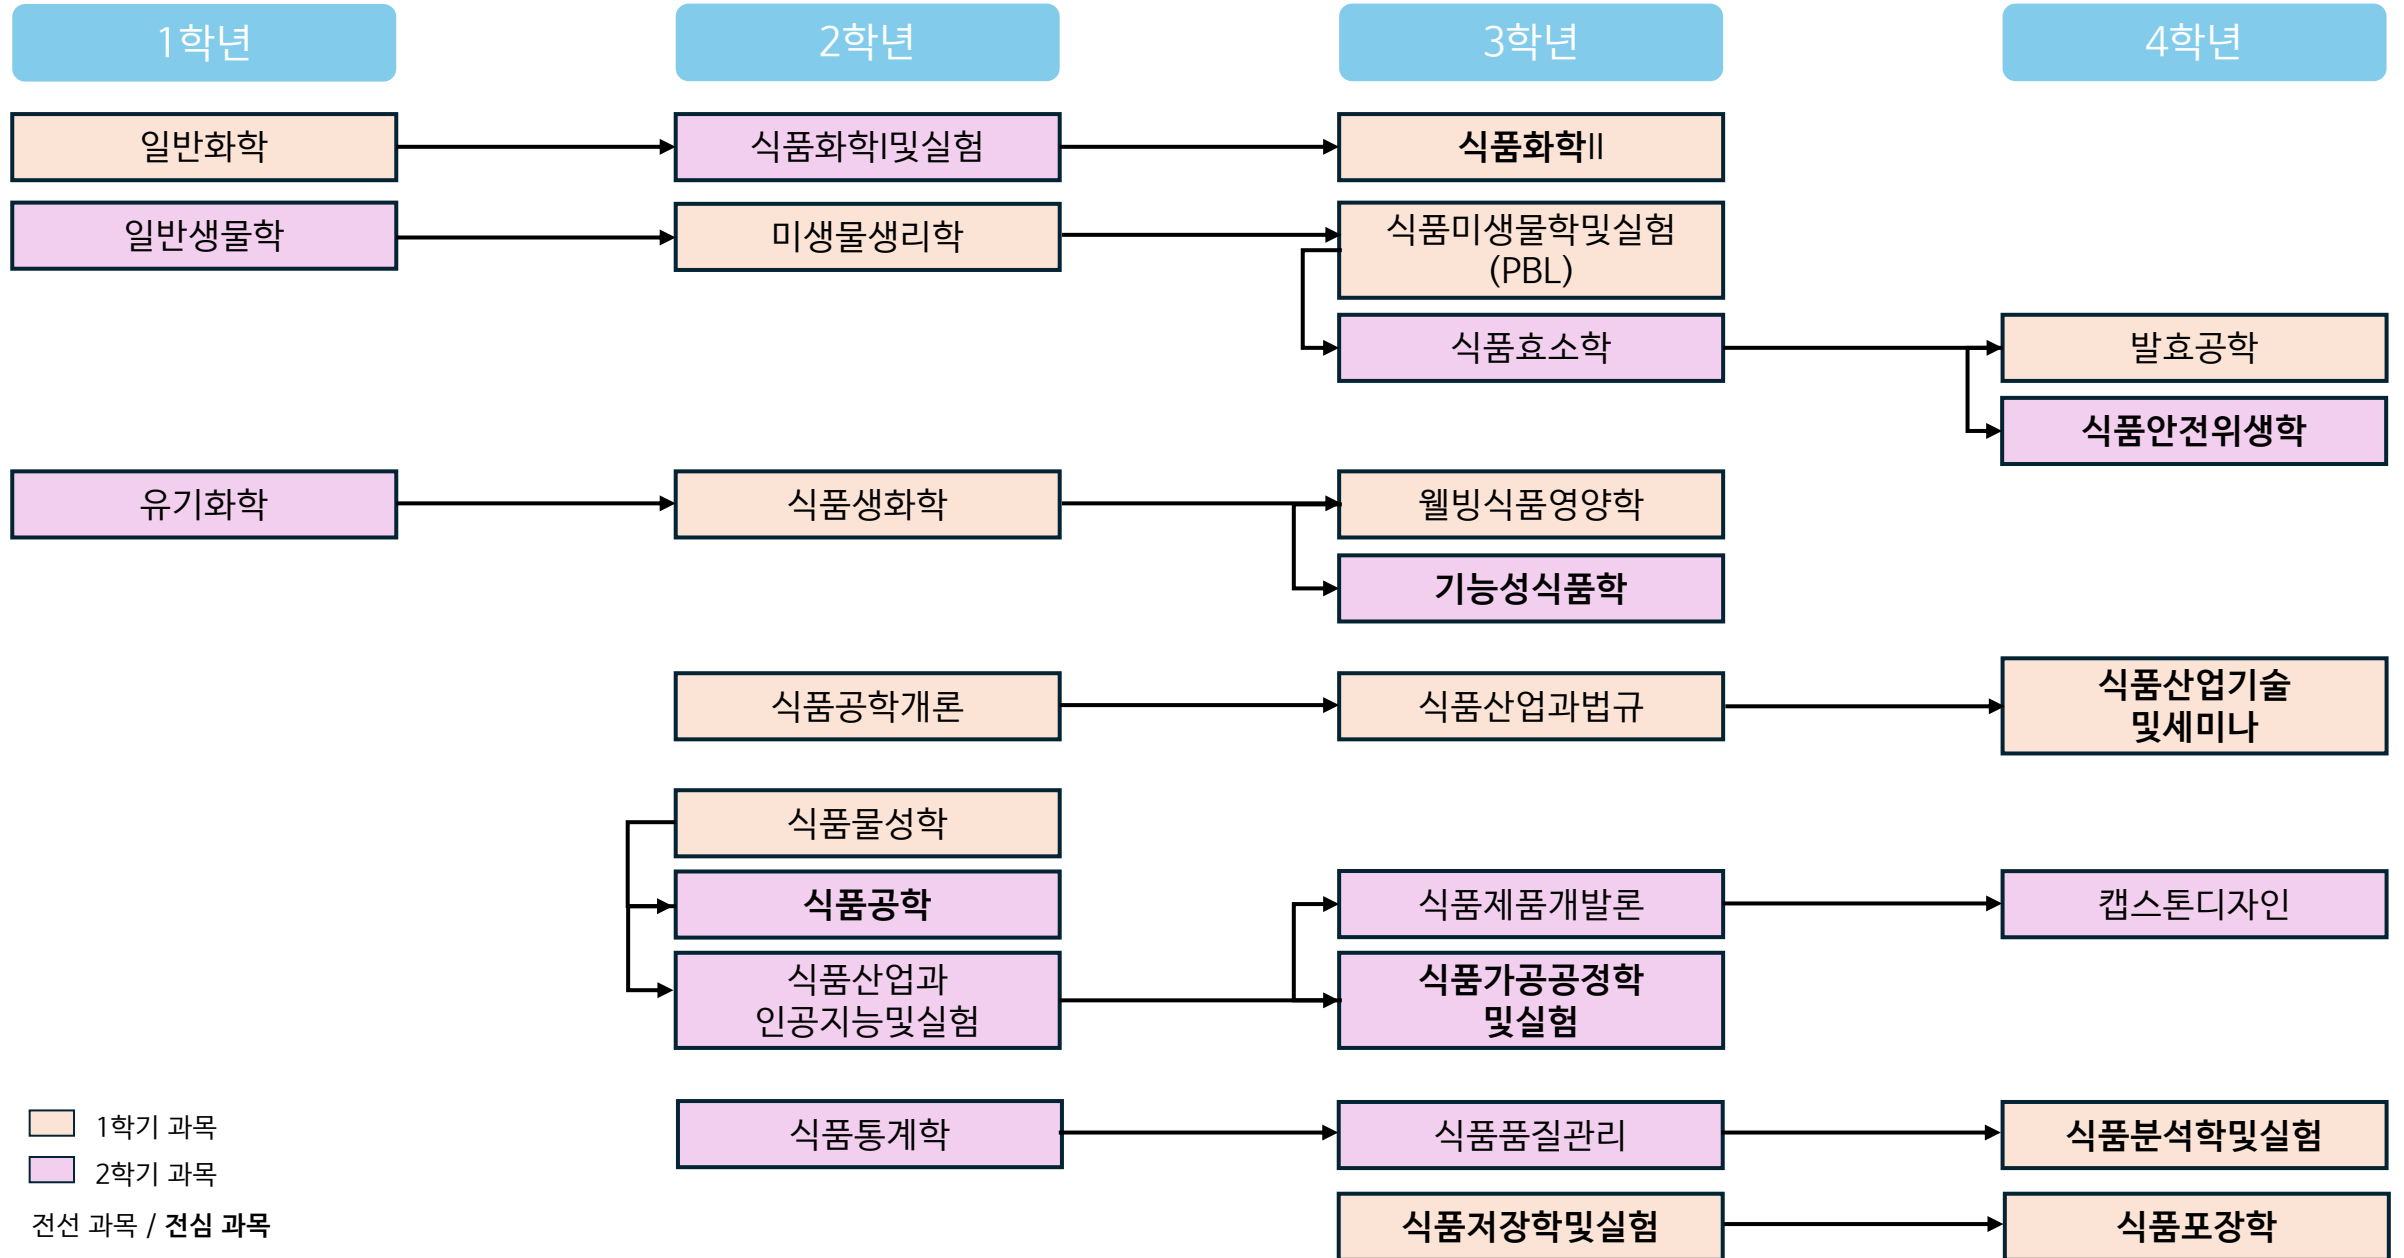 1학년
2학년
3학년
4학년
일반화학
식품화학I및실험
식품화학II
일반생물학
미생물생리학
식품미생물학및실험
(PBL)
식품효소학
발효공학
식품안전위생학
유기화학
식품생화학
웰빙식품영양학
기능성식품학
식품공학개론
식품산업과법규
식품산업기술
및세미나
식품물성학
식품공학
식품제품개발론
캡스톤디자인
식품산업과
인공지능및실험
식품가공공정학
및실험
식품통계학
식품품질관리
식품분석학및실험
식품저장학및실험
식품포장학
1학기 과목
2학기 과목
전선 과목 / 전심 과목